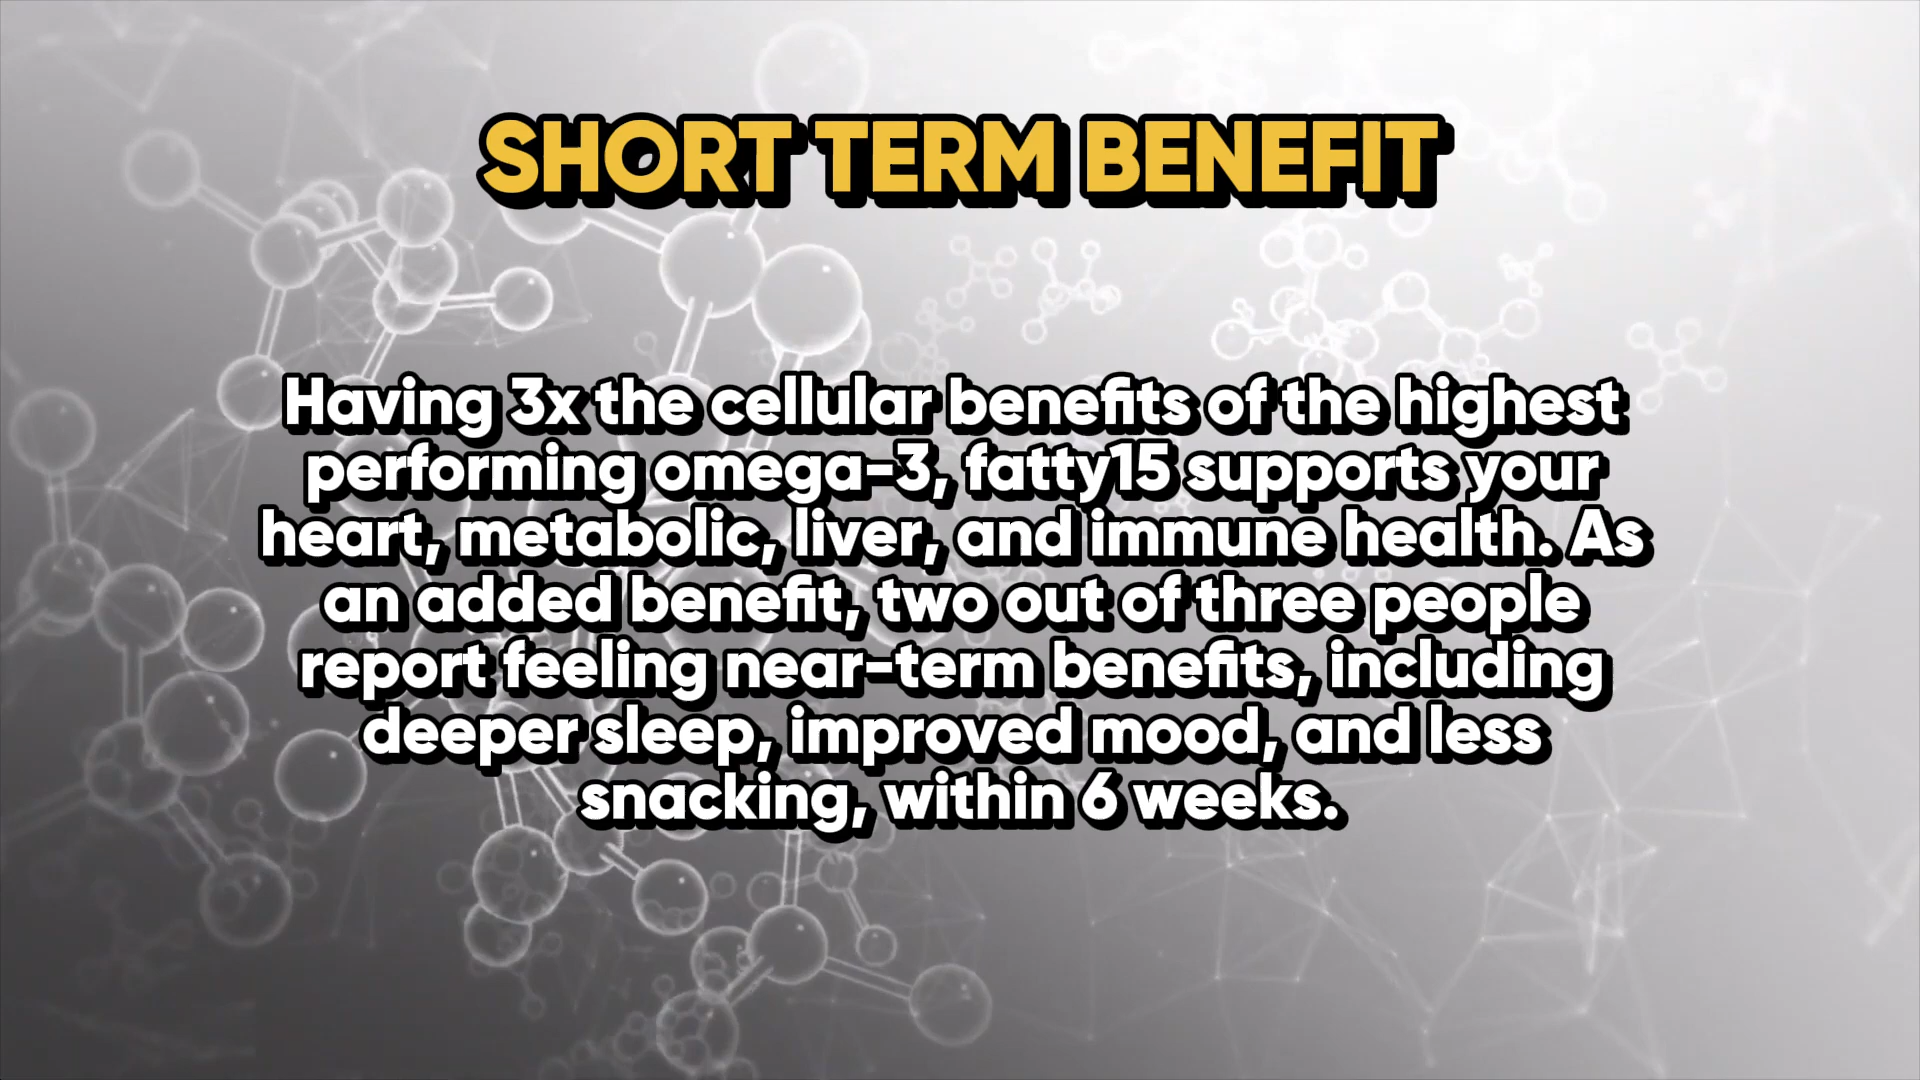 SHORT TERM BENEFIT
Having 3x the cellular benefits of the highest
performing omega-3, fatty15 supports your
heart, metabolic, liver, and immune health. As
an added benefit, two out of three people
report feeling near-term benefits, including
deeper sleep, improved mood, and less
snacking, within 6 weeks.